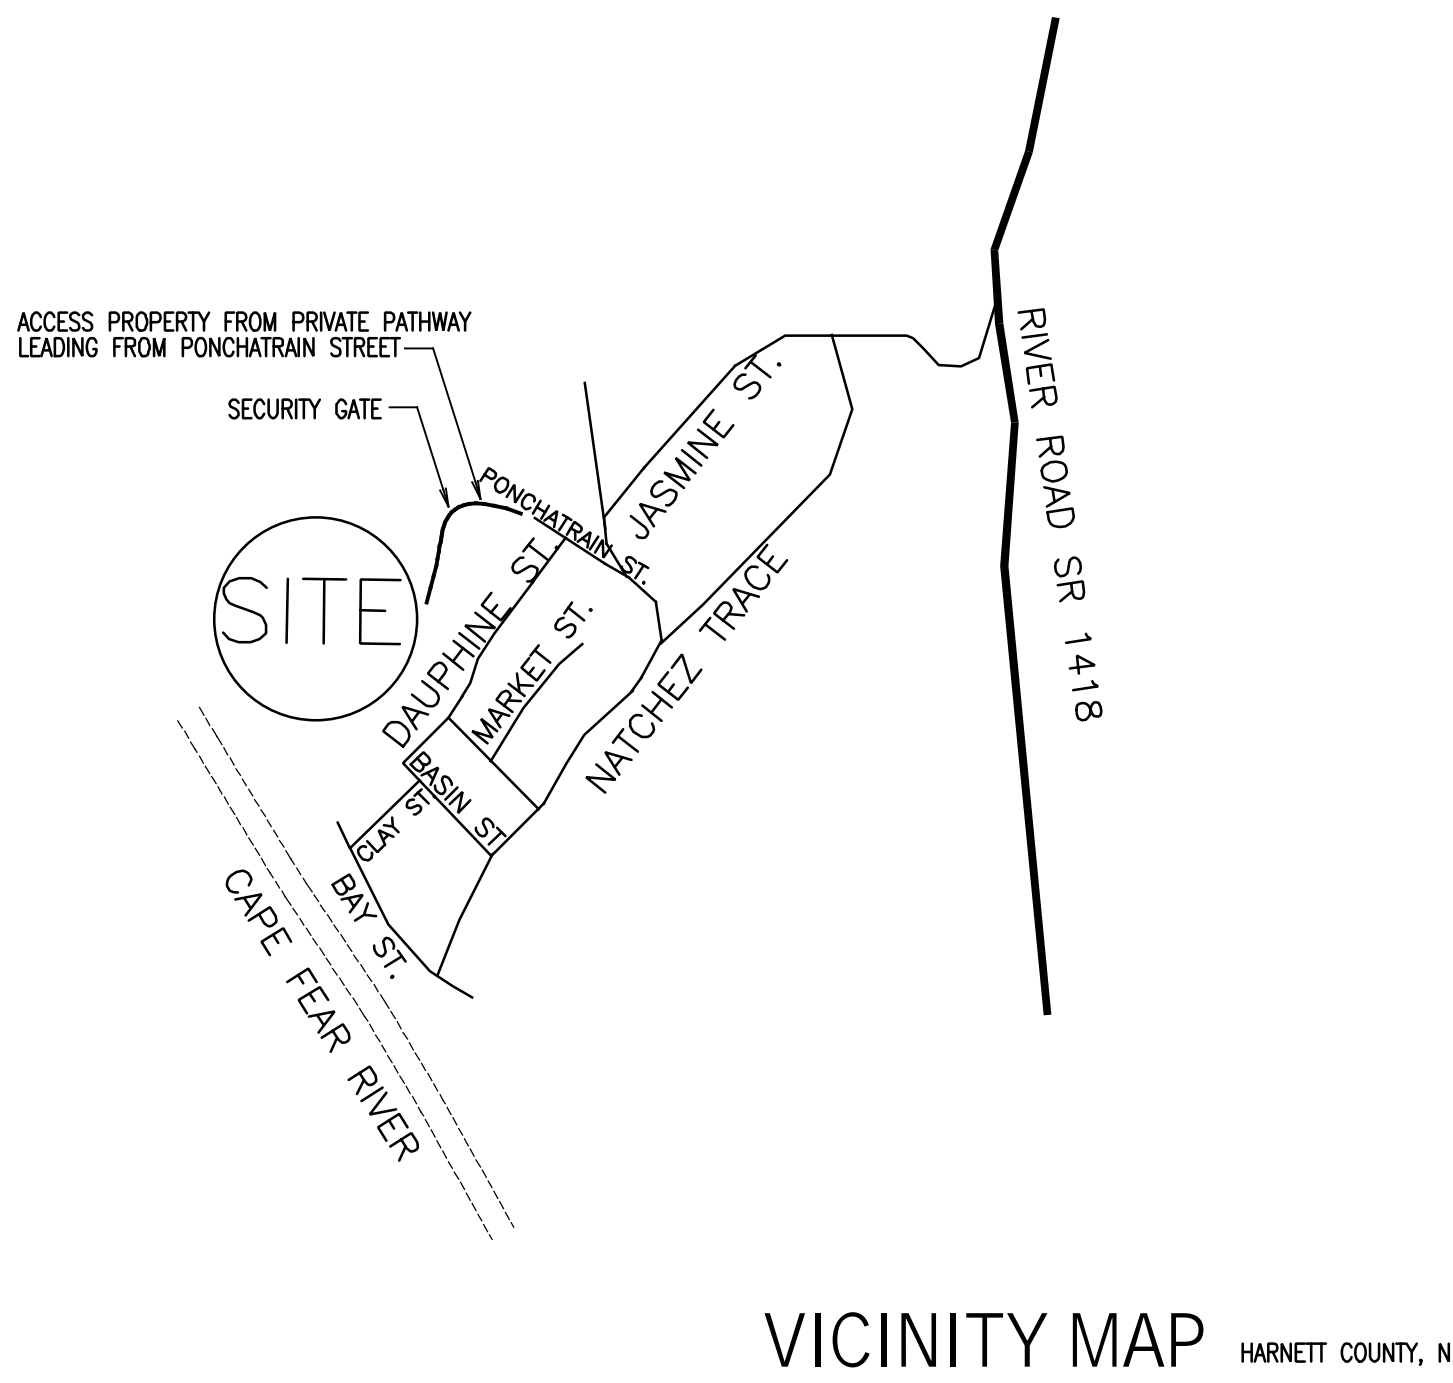 ACCESS PROPERTY FROM PRIVATE PATHWAY
LEADING FROM PONCHATRAIN STREET
SECURITY GATE
SITE
PONCHATRAIN ST.
JASMINE ST.
RIVER ROAD SR 1418
DAUPHINE ST.
MARKET ST.
NATCHEZ TRACE
BASIN ST
CLAY ST
BAY ST.
CAPE FEAR RIVER
VICINITY MAP HARNETT COUNTY, N